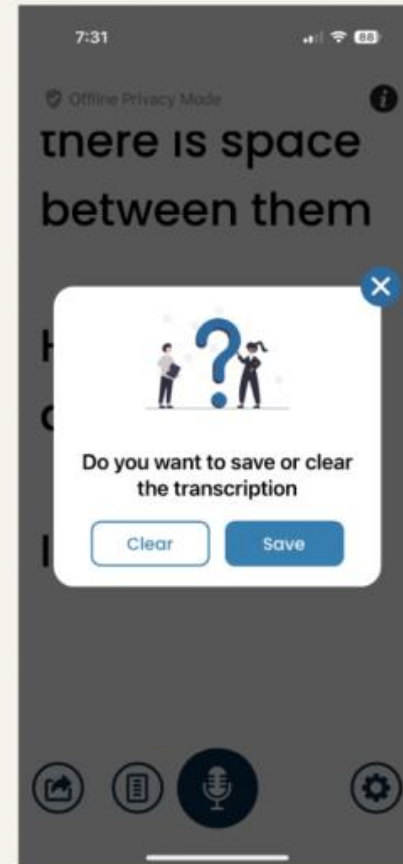 7:31
88
Offline Privacy Mode
there is space
between them
Do you want to save or clear
the transcription
Clear
Save